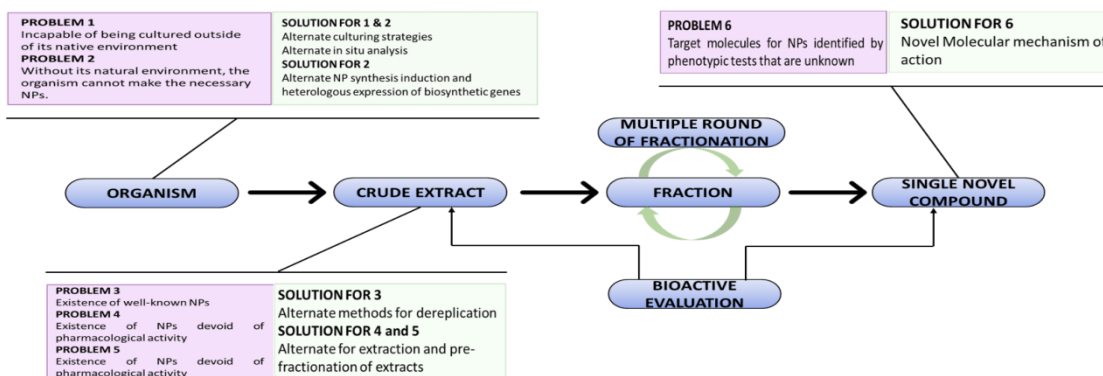 PROBLEM 1
Incapable of being cultured outside
of its native environment
PROBLEM 2
Without its natural environment, the
organism cannot make the necessary
NPs.
SOLUTION FOR 1 & 2
Alternate culturing strategies
Alternate in situ analysis
SOLUTION FOR 2
Alternate NP synthesis induction and
heterologous expression of biosynthetic genes
PROBLEM 6
Target molecules for NPs identified by
phenotypic tests that are unknown
SOLUTION FOR 6
Novel Molecular mechanism of
action
MULTIPLE ROUND
OF FRACTIONATION
ORGANISM
CRUDE EXTRACT
FRACTION
SINGLE NOVEL
COMPOUND
BIOACTIVE
EVALUATION
PROBLEM 3
Existence of well-known NPs
PROBLEM 4
Existence of NPs devoid of
pharmacological activity
PROBLEM 5
Existence of NPs devoid of
pharmacological activity
SOLUTION FOR 3
Alternate methods for dereplication
SOLUTION FOR 4 and 5
Alternate for extraction and pre-
fractionation of extracts